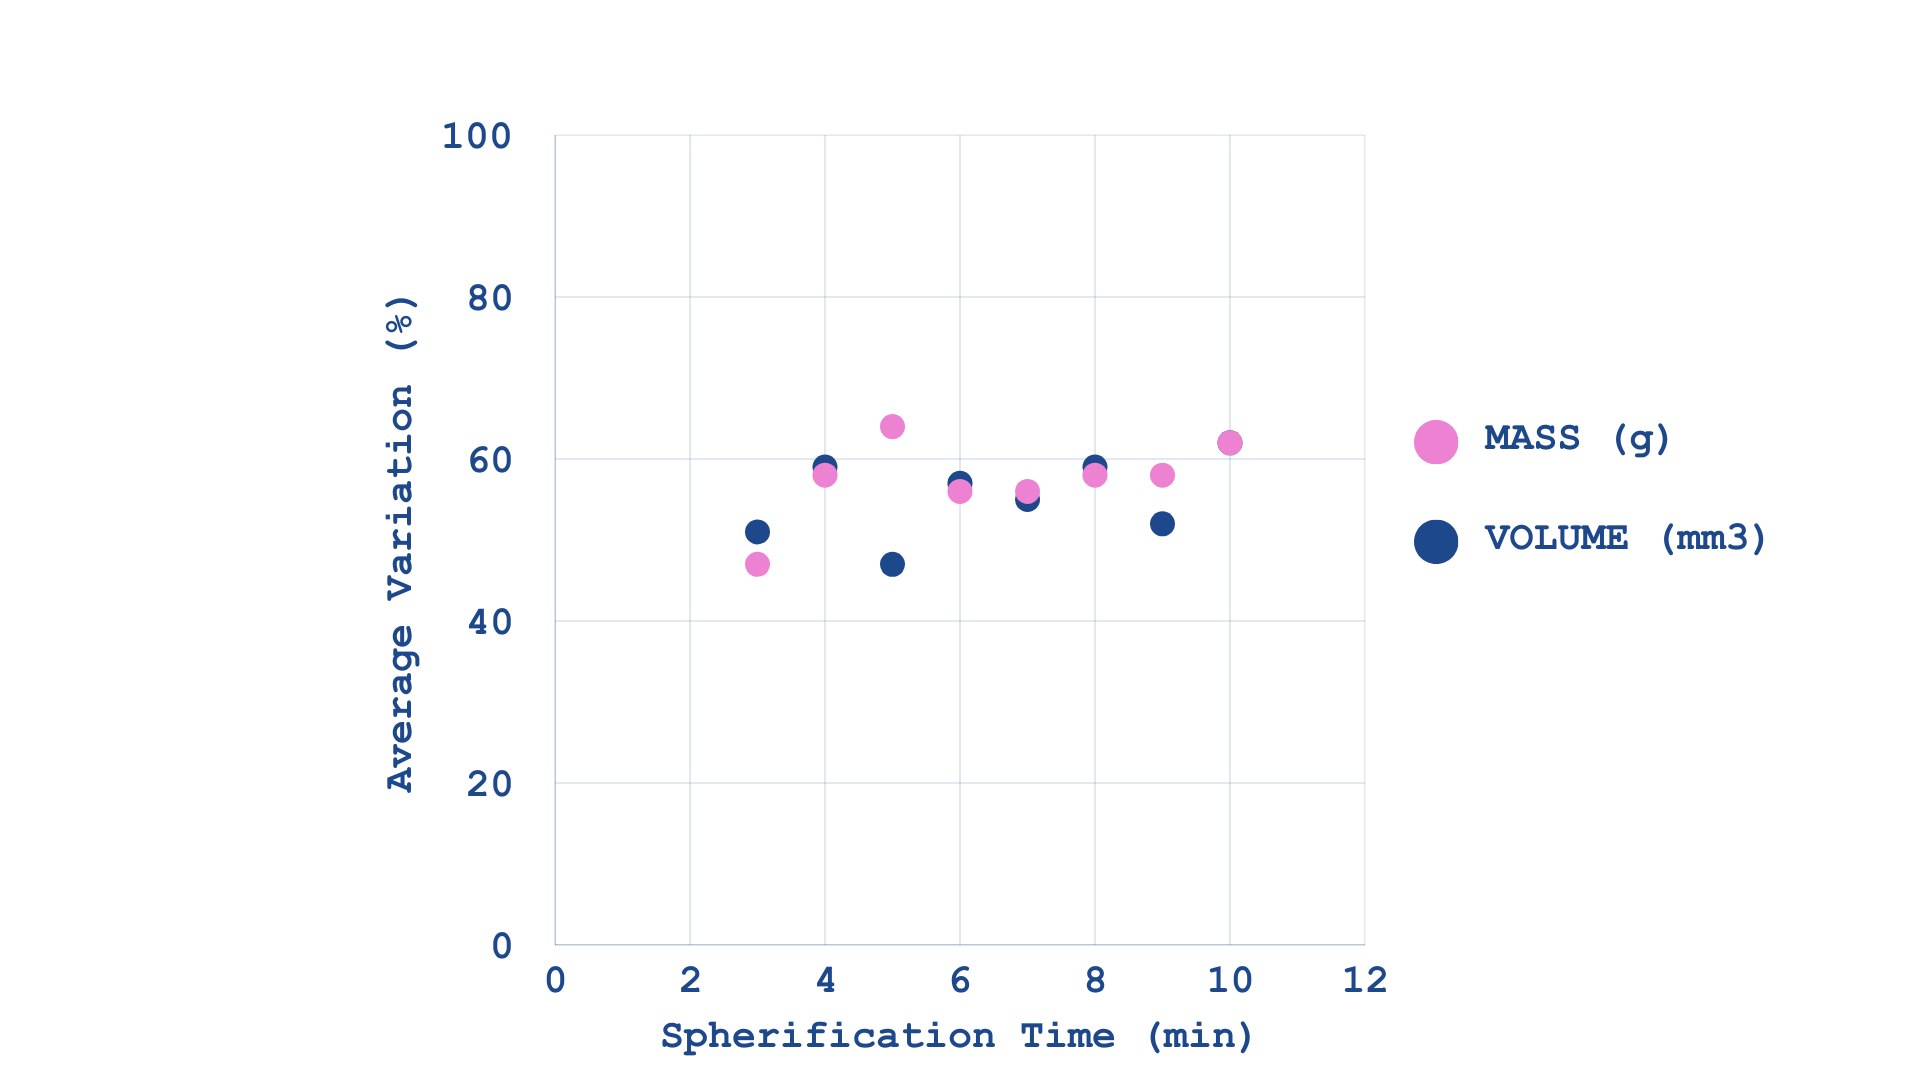 100
80
60
40
20
0
Average Variation (%)
0 2 4 6 8 10 12
Spherification Time (min)
MASS (g)
VOLUME (mm3)